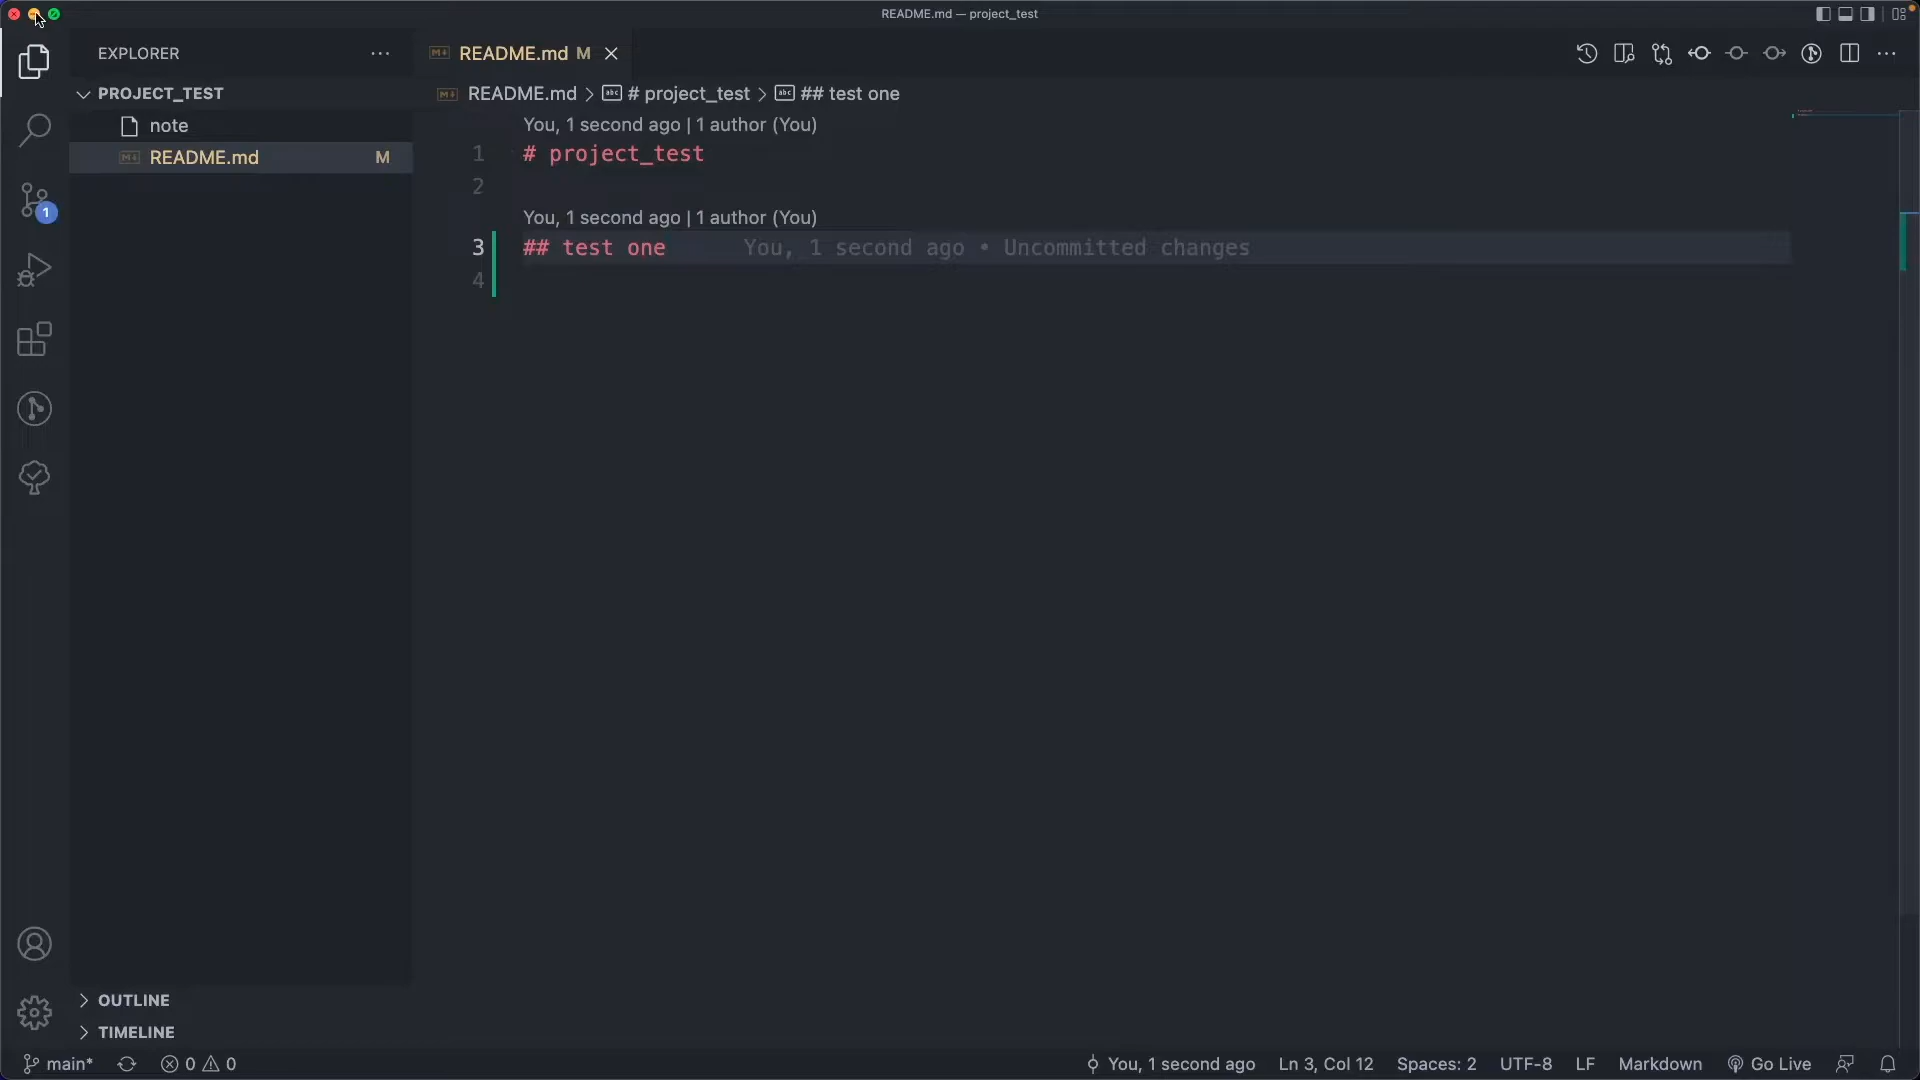 README.md — project_test
EXPLORER
README.md M
PROJECT_TEST
README.md > # project_test > ## test one
note
README.md M
You, 1 second ago | 1 author (You)
1 # project_test
2
You, 1 second ago | 1 author (You)
3 ## test one You, 1 second ago • Uncommitted changes
4
1
OUTLINE
TIMELINE
main* 0 0 You, 1 second ago Ln 3, Col 12 Spaces: 2 UTF-8 LF Markdown Go Live